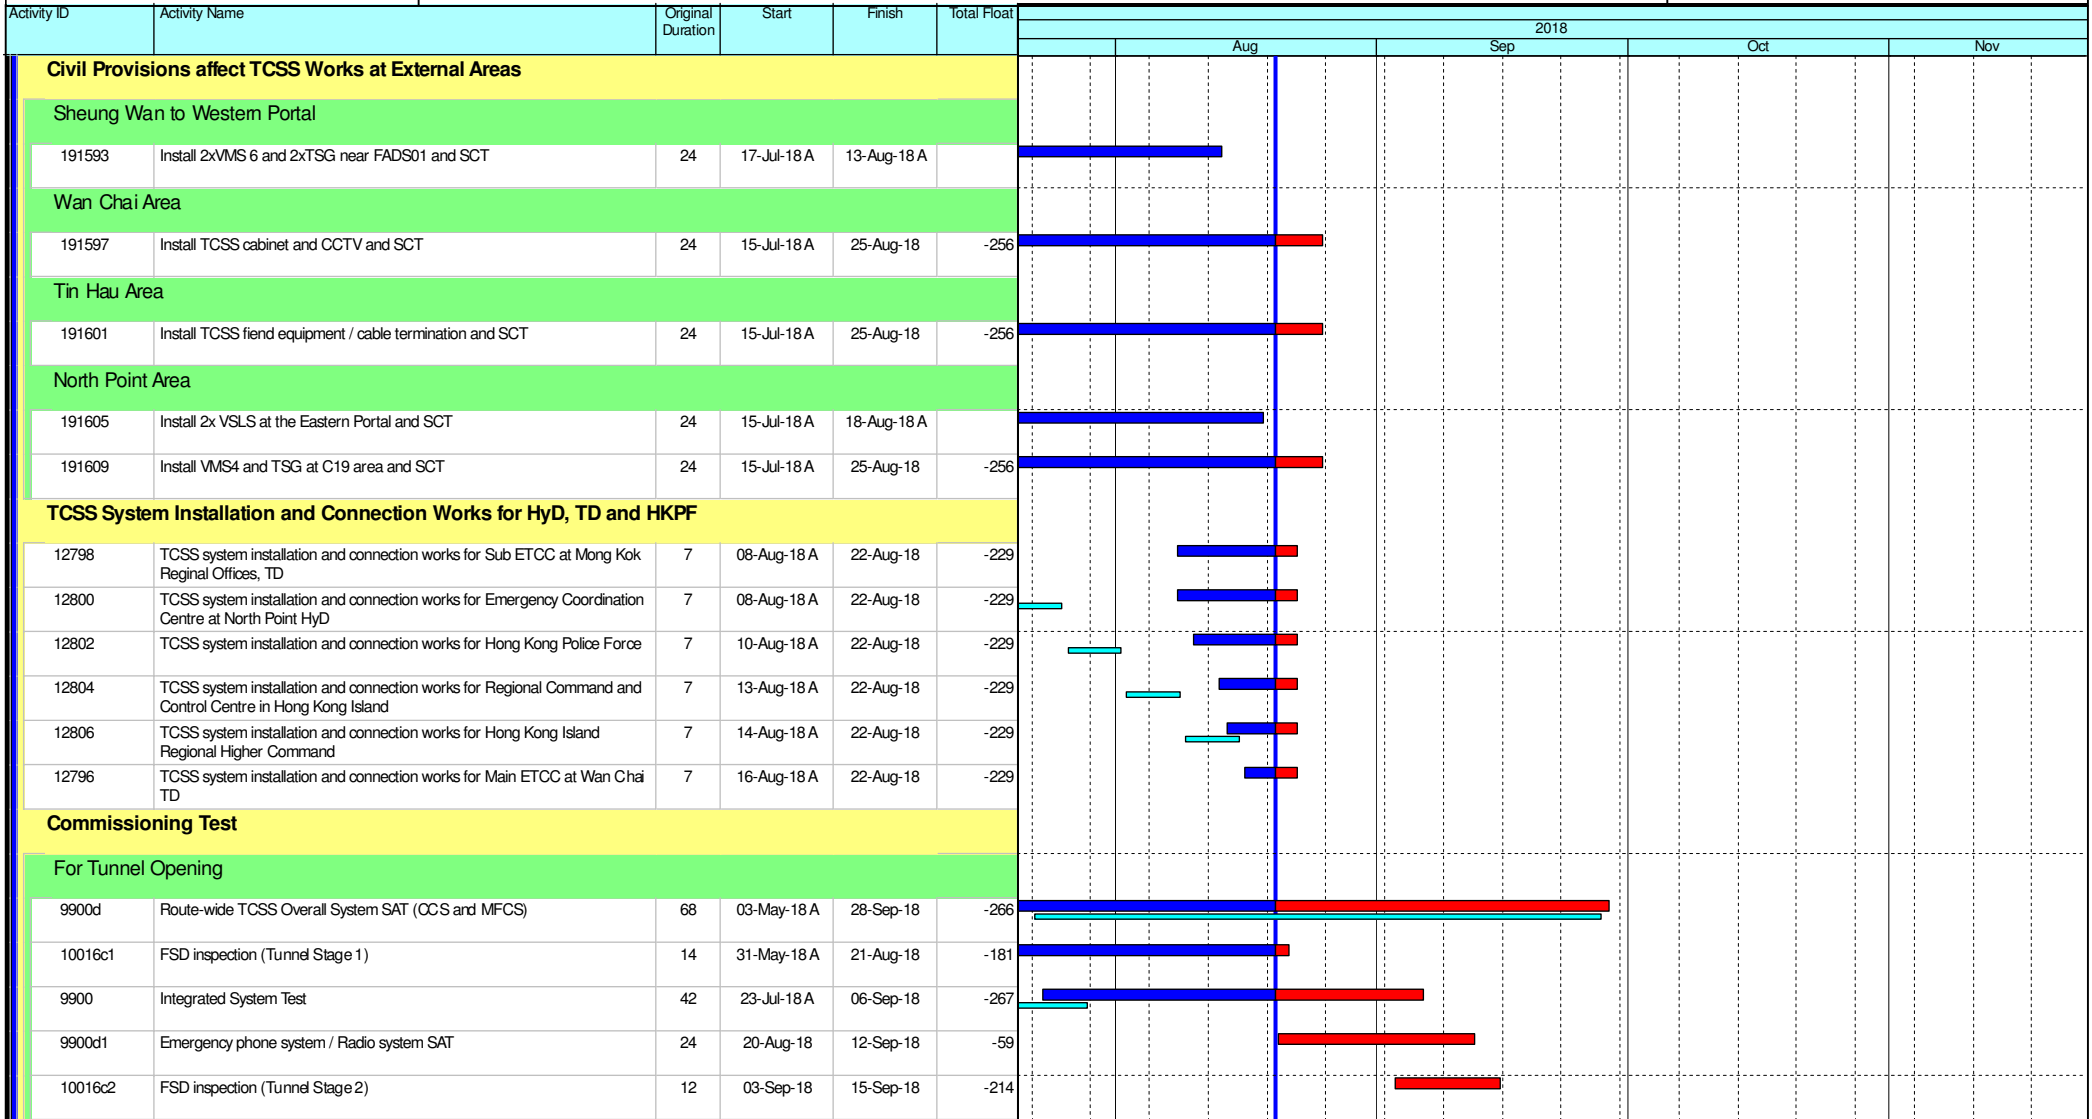 Activity ID Activity Name Original Duration Start Finish Total Float
2018
Aug Sep Oct Nov
Civil Provisions affect TCSS Works at External Areas
Sheung Wan to Western Portal
191593 Install 2xVMS 6 and 2xTSG near FADS01 and SCT 24 17-Jul-18 A 13-Aug-18 A
Wan Chai Area
191597 Install TCSS cabinet and CCTV and SCT 24 15-Jul-18 A 25-Aug-18 -256
Tin Hau Area
191601 Install TCSS fiend equipment / cable termination and SCT 24 15-Jul-18 A 25-Aug-18 -256
North Point Area
191605 Install 2x VSLS at the Eastern Portal and SCT 24 15-Jul-18 A 18-Aug-18 A
191609 Install VMS4 and TSG at C19 area and SCT 24 15-Jul-18 A 25-Aug-18 -256
TCSS System Installation and Connection Works for HyD, TD and HKPF
12798 TCSS system installation and connection works for Sub ETCC at Mong Kok 7 08-Aug-18 A 22-Aug-18 -229
Reginal Offices, TD
12800 TCSS system installation and connection works for Emergency Coordination 7 08-Aug-18 A 22-Aug-18 -229
Centre at North Point HyD
12802 TCSS system installation and connection works for Hong Kong Police Force 7 10-Aug-18 A 22-Aug-18 -229
12804 TCSS system installation and connection works for Regional Command and 7 13-Aug-18 A 22-Aug-18 -229
Control Centre in Hong Kong Island
12806 TCSS system installation and connection works for Hong Kong Island 7 14-Aug-18 A 22-Aug-18 -229
Regional Higher Command
12796 TCSS system installation and connection works for Main ETCC at Wan Chai 7 16-Aug-18 A 22-Aug-18 -229
TD
Commissioning Test
For Tunnel Opening
9900d Route-wide TCSS Overall System SAT (CCS and MFCS) 68 03-May-18 A 28-Sep-18 -266
10016c1 FSD inspection (Tunnel Stage 1) 14 31-May-18 A 21-Aug-18 -181
9900 Integrated System Test 42 23-Jul-18 A 06-Sep-18 -267
9900d1 Emergency phone system / Radio system SAT 24 20-Aug-18 12-Sep-18 -59
10016c2 FSD inspection (Tunnel Stage 2) 12 03-Sep-18 15-Sep-18 -214